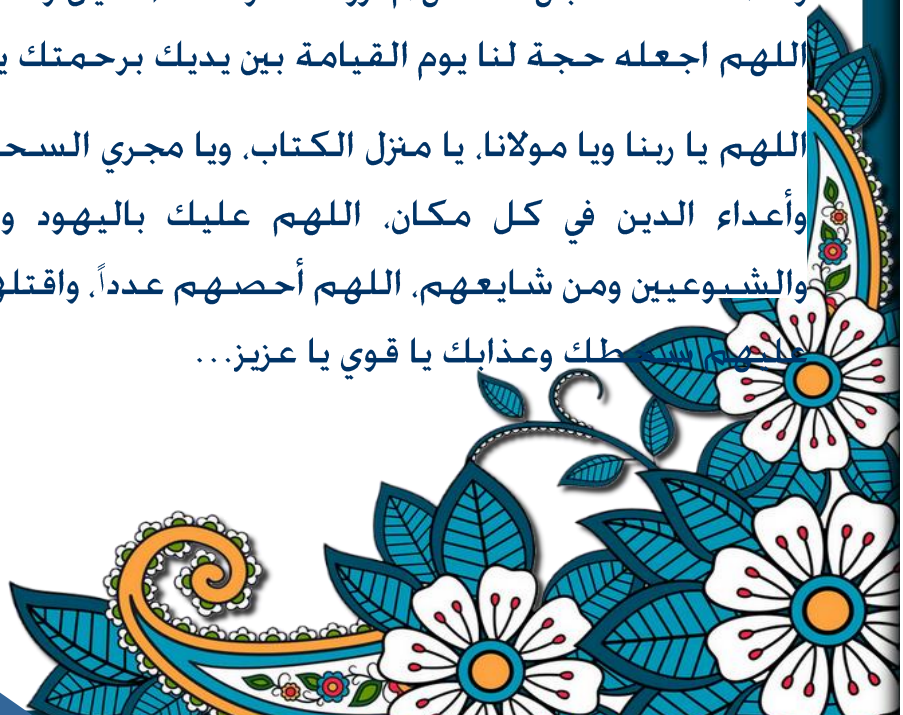 اللهم اجعله حجة لنا يوم القيامة بين يديك برحمتك
اللهم يا ربنا ويا مولانا، يا منزل الكتاب، ويا مجري
وأعداء الدين في كل مكان، اللهم عليك باليهود
والشيوعيين ومن شايعهم، اللهم أحصهم عدداً،
عليهم سخطك وعذابك يا قوي يا عزيز...